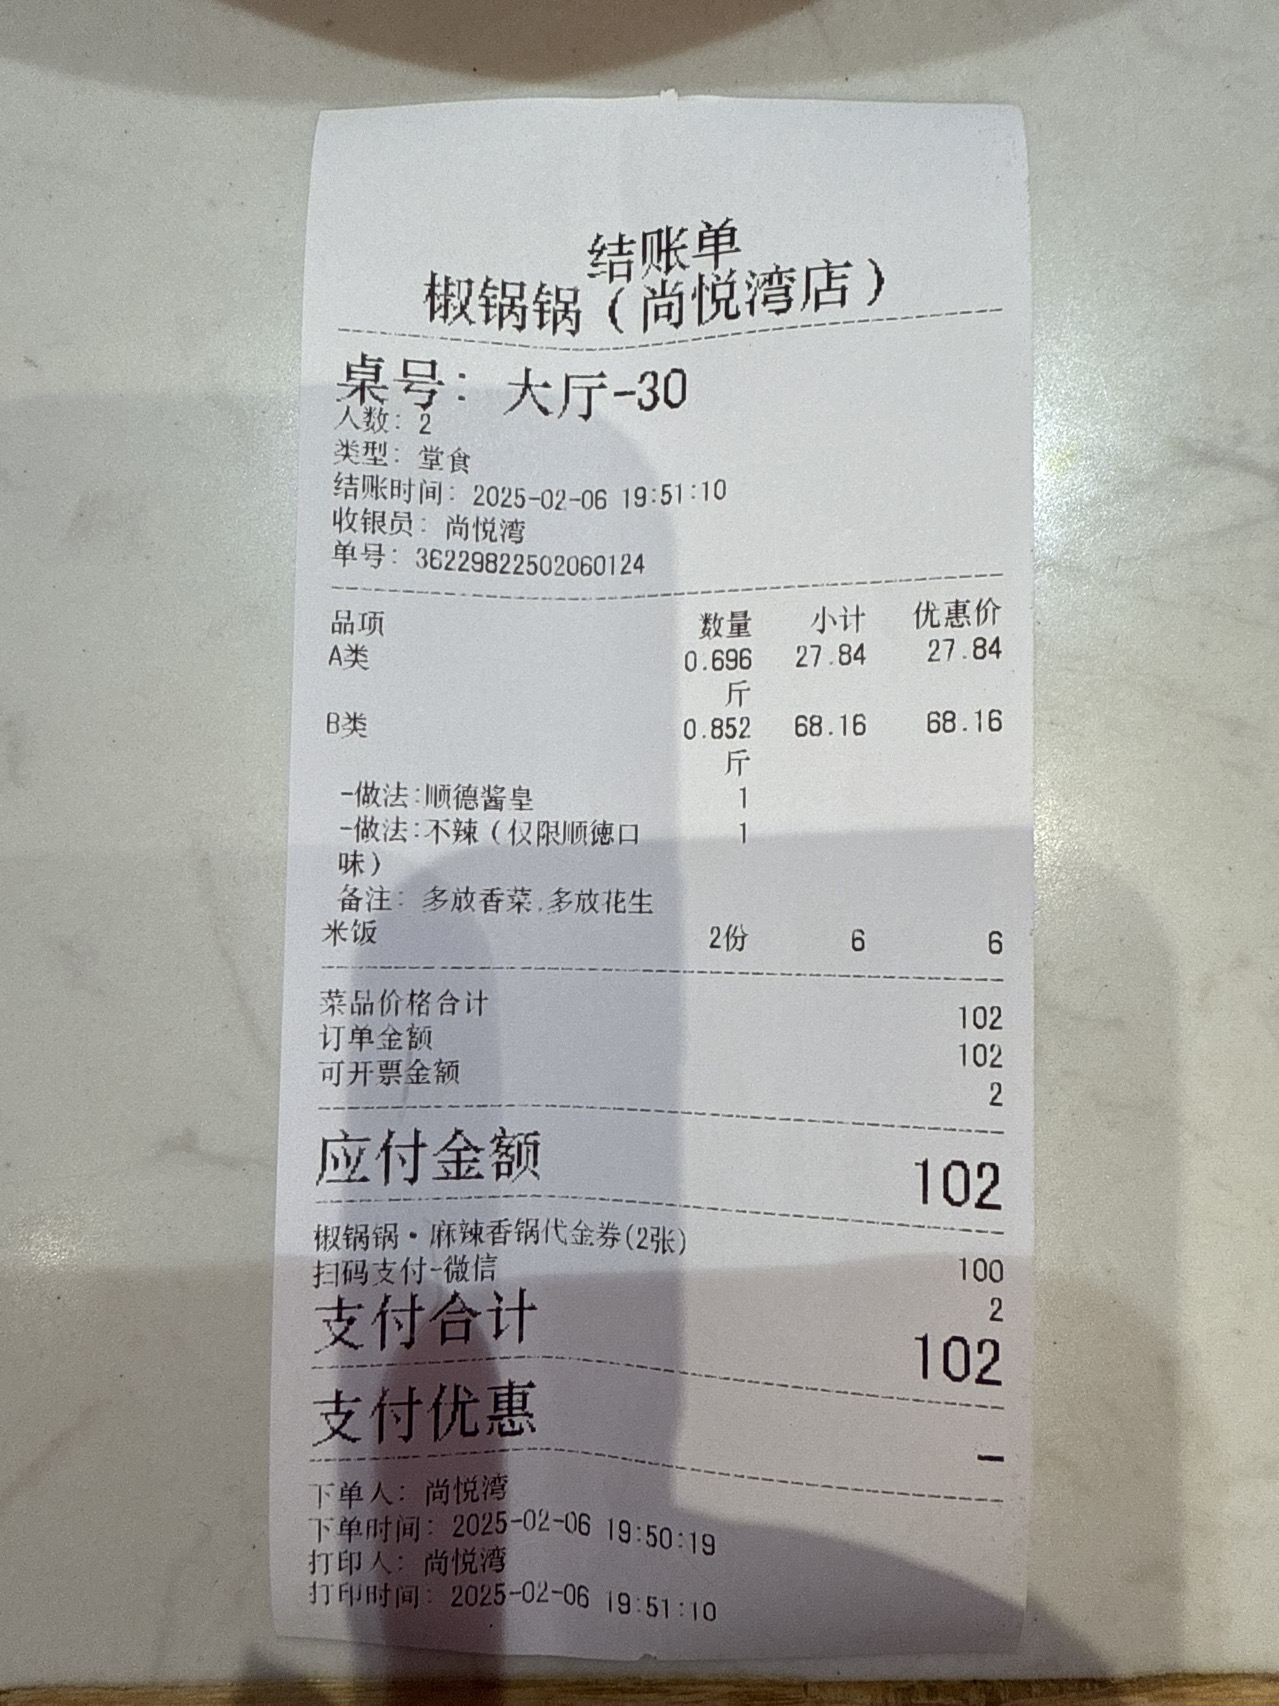 结账单
椒锅锅（尚悦湾店）
桌号：大厅-30
人数：2
类型：堂食
结账时间：2025-02-06 19:51:10
收银员：尚悦湾
单号：36229822502060124
品项 数量 小计 优惠价
A类 0.696 27.84 27.84
斤
B类 0.852 68.16 68.16
斤
-做法:顺德酱皇 1
-做法:不辣（仅限顺德口 1
味）
备注：多放香菜,多放花生
米饭 2份 6 6
菜品价格合计 102
订单金额 102
可开票金额 2
应付金额 102
椒锅锅·麻辣香锅代金券(2张) 100
扫码支付-微信 2
支付合计 102
支付优惠 -
下单人：尚悦湾
下单时间：2025-02-06 19:50:19
打印人：尚悦湾
打印时间：2025-02-06 19:51:10